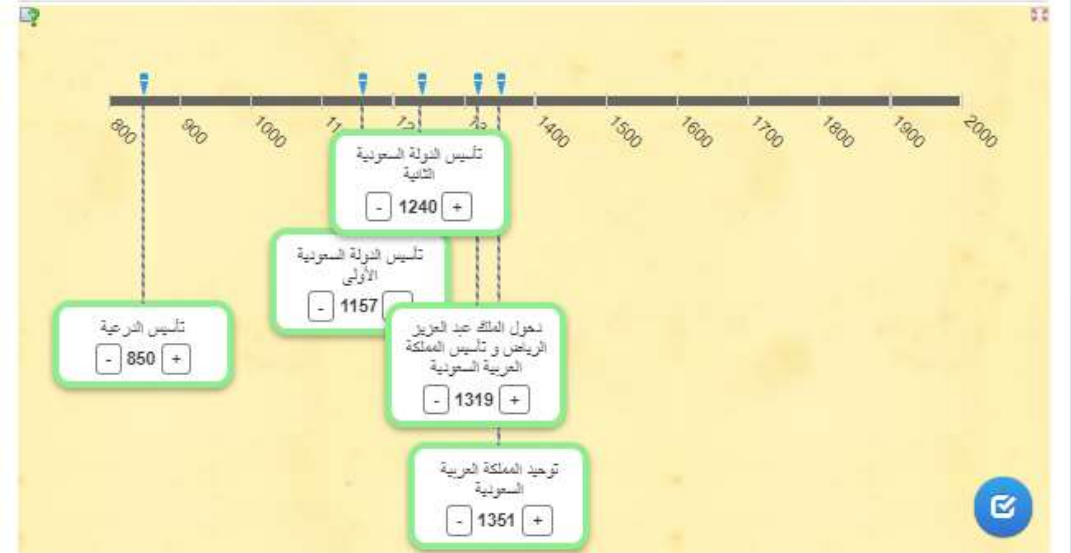 800
900
1000
1400
1500
1600
1700
1800
1900
2000
تأسيس الدولة السعودية
الثانية
- 1240 +
تأسيس الدولة السعودية
الأولى
- 1157
تأسيس الدرعية
- 850 +
دخول الملك عبد العزيز
الرياض و تأسيس المملكة
العربية السعودية
- 1319 +
توحيد المملكة العربية
السعودية
- 1351 +